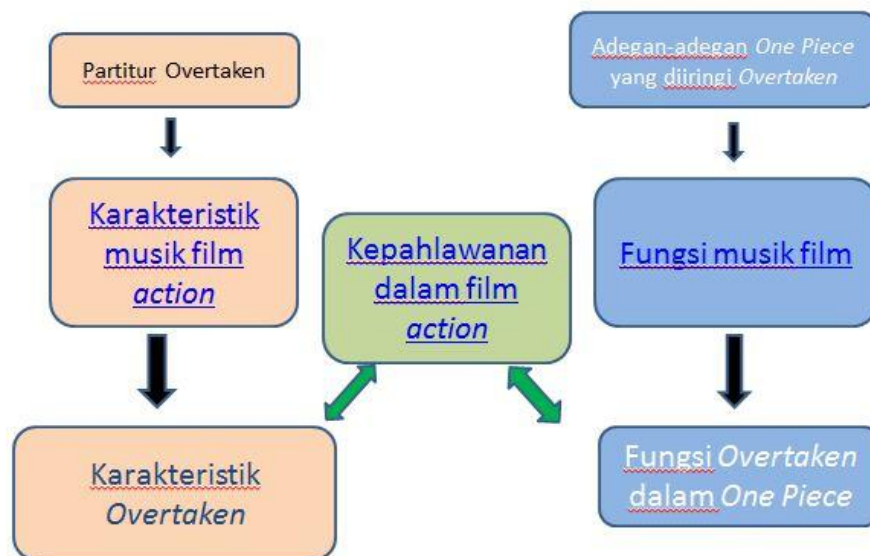 Partitur Overtaken
Adegan-adegan One Piece
yang diiringi Overtaken
Karakteristik
musik film
action
Kepahlawanan
dalam film
action
Fungsi musik film
Karakteristik
Overtaken
Fungsi Overtaken
dalam One Piece